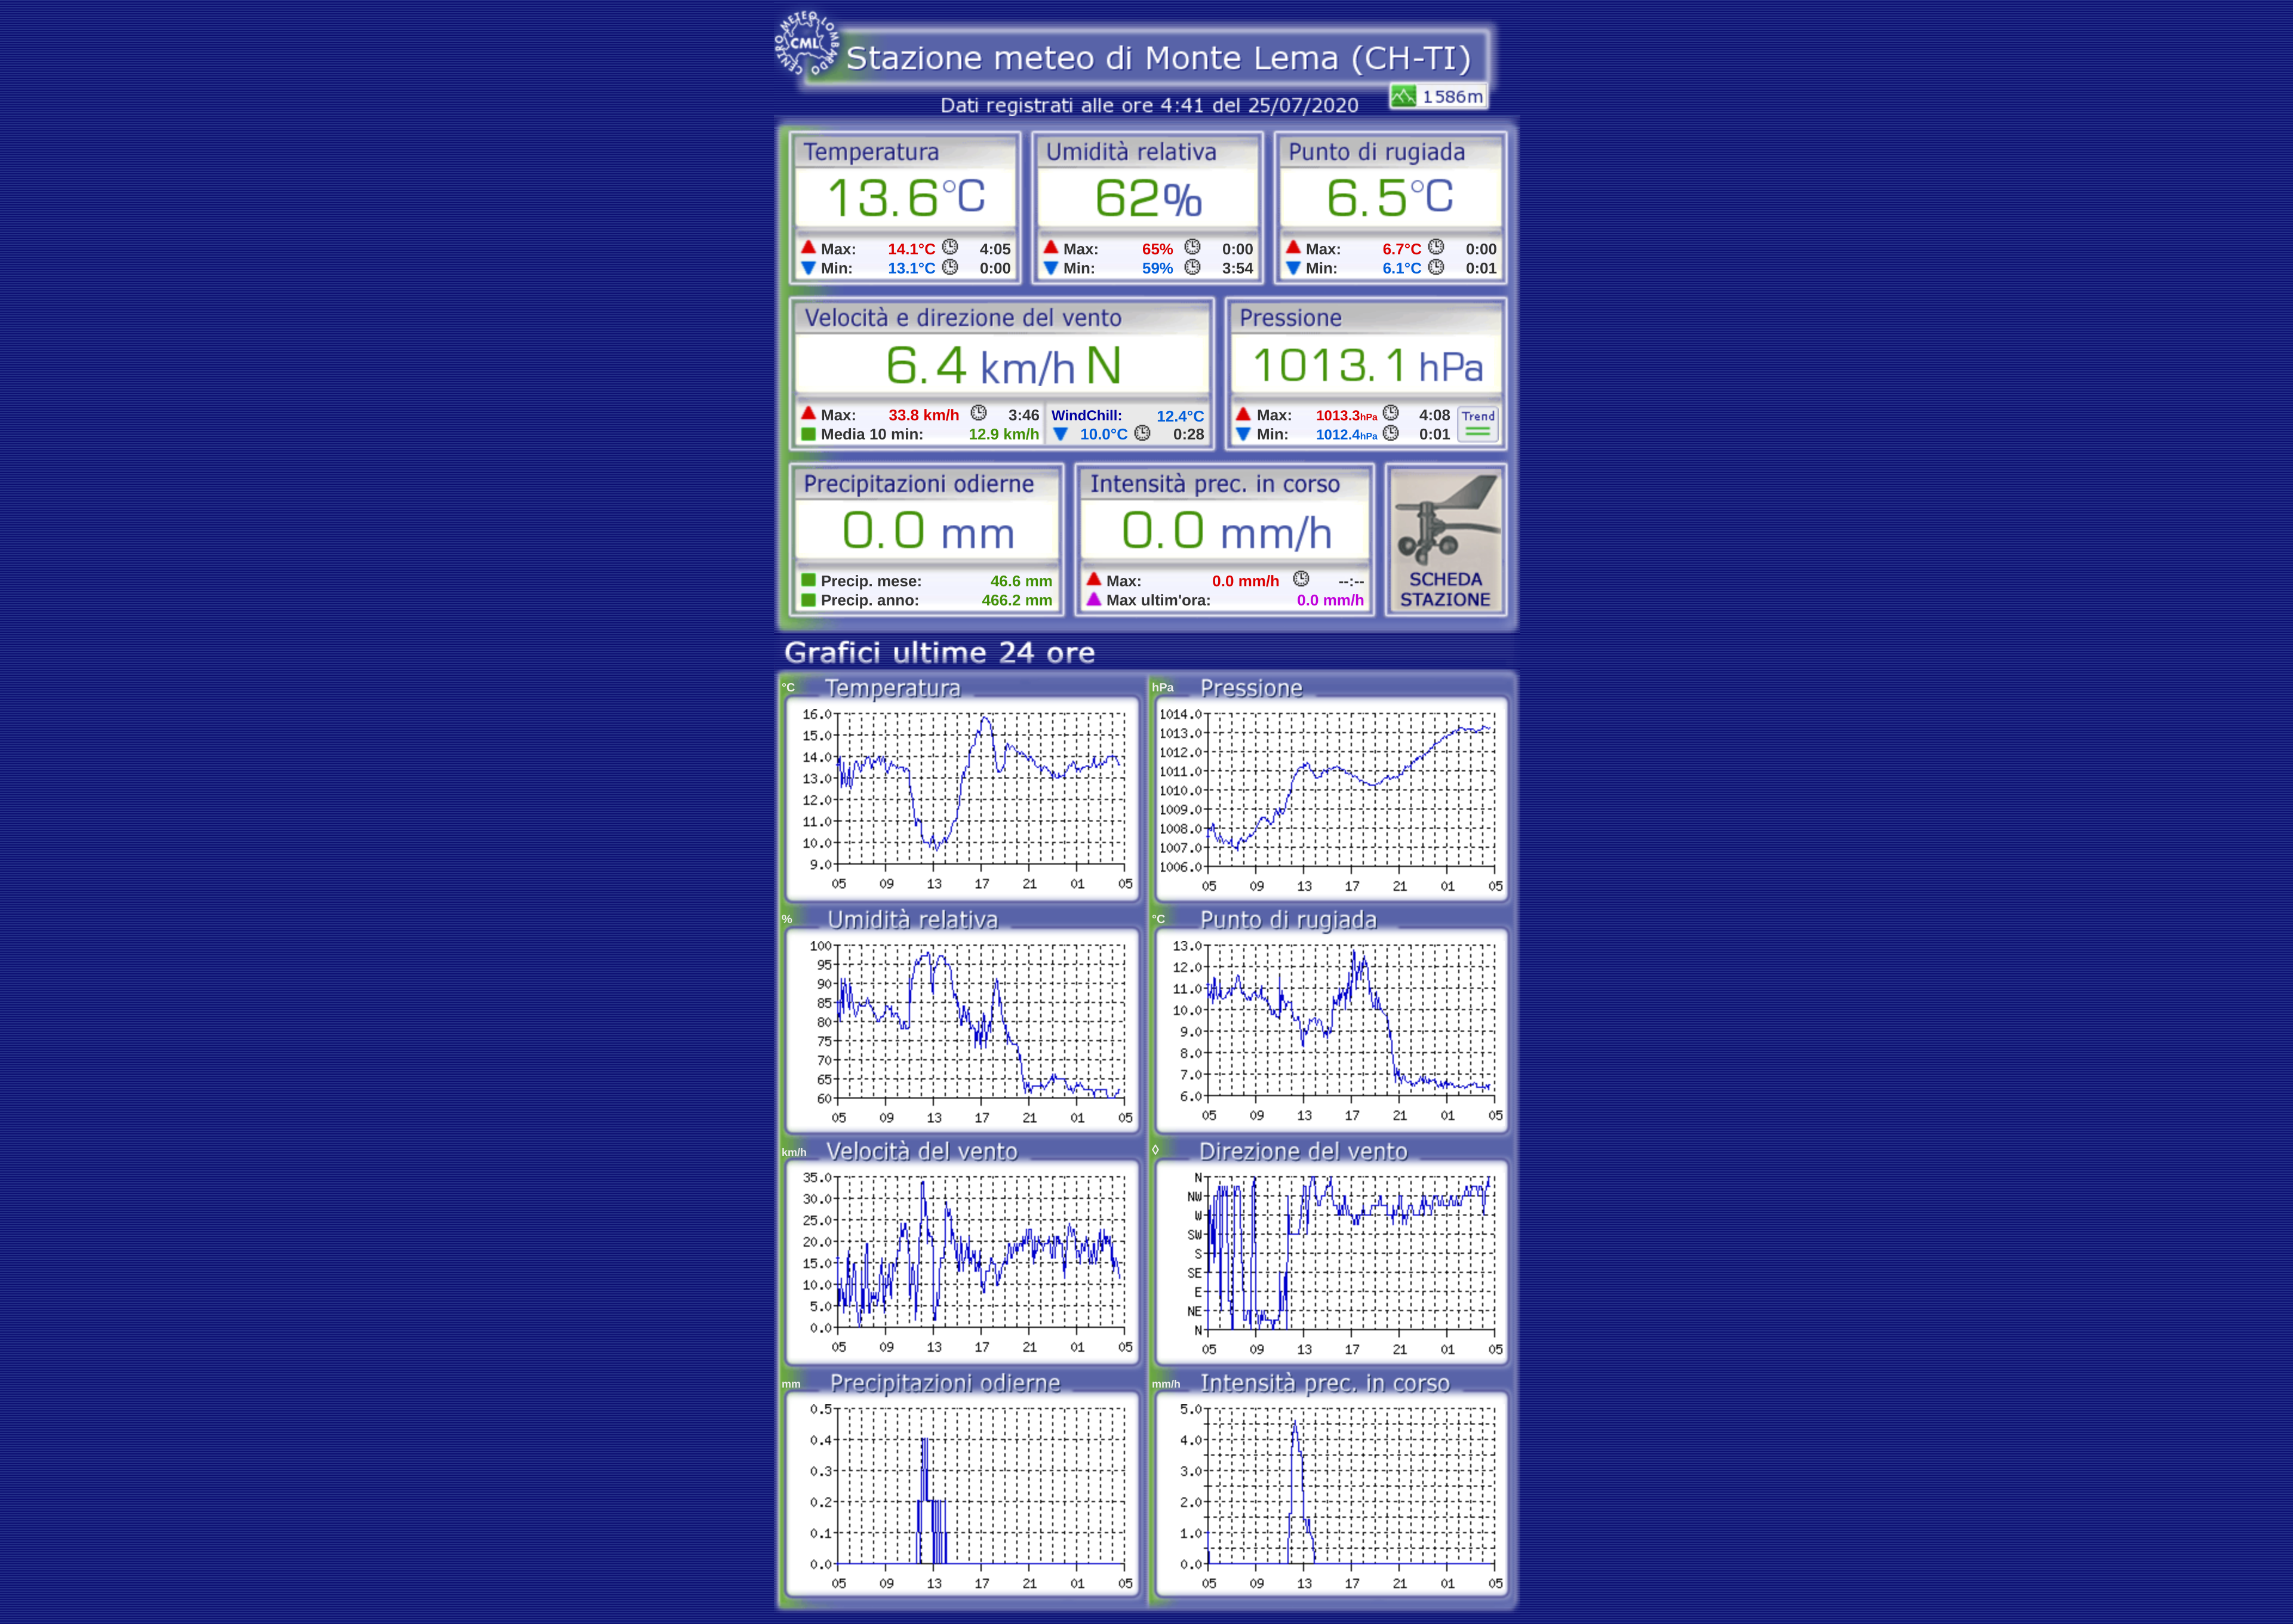 CENTRO METEO LOMBARDO
CML
Stazione meteo di Monte Lema (CH-TI)
1586m
Dati registrati alle ore 4:41 del 25/07/2020
Temperatura
13.6°C
Max: 14.1°C 4:05
Min: 13.1°C 0:00
Umidità relativa
62%
Max: 65% 0:00
Min: 59% 3:54
Punto di rugiada
6.5°C
Max: 6.7°C 0:00
Min: 6.1°C 0:01
Velocità e direzione del vento
6.4 km/h N
Max: 33.8 km/h 3:46
Media 10 min: 12.9 km/h
WindChill: 12.4°C
10.0°C 0:28
Pressione
1013.1 hPa
Max: 1013.3hPa 4:08
Min: 1012.4hPa 0:01
Trend
Precipitazioni odierne
0.0 mm
Precip. mese: 46.6 mm
Precip. anno: 466.2 mm
Intensità prec. in corso
0.0 mm/h
Max: 0.0 mm/h --:--
Max ultim'ora: 0.0 mm/h
SCHEDA
STAZIONE
Grafici ultime 24 ore
°C Temperatura
16.0
15.0
14.0
13.0
12.0
11.0
10.0
9.0
05 09 13 17 21 01 05
hPa Pressione
1014.0
1013.0
1012.0
1011.0
1010.0
1009.0
1008.0
1007.0
1006.0
05 09 13 17 21 01 05
% Umidità relativa
100
95
90
85
80
75
70
65
60
05 09 13 17 21 01 05
°C Punto di rugiada
13.0
12.0
11.0
10.0
9.0
8.0
7.0
6.0
05 09 13 17 21 01 05
km/h Velocità del vento
35.0
30.0
25.0
20.0
15.0
10.0
5.0
0.0
05 09 13 17 21 01 05
◊ Direzione del vento
N
NW
W
SW
S
SE
E
NE
N
05 09 13 17 21 01 05
mm Precipitazioni odierne
0.5
0.4
0.3
0.2
0.1
0.0
05 09 13 17 21 01 05
mm/h Intensità prec. in corso
5.0
4.0
3.0
2.0
1.0
0.0
05 09 13 17 21 01 05